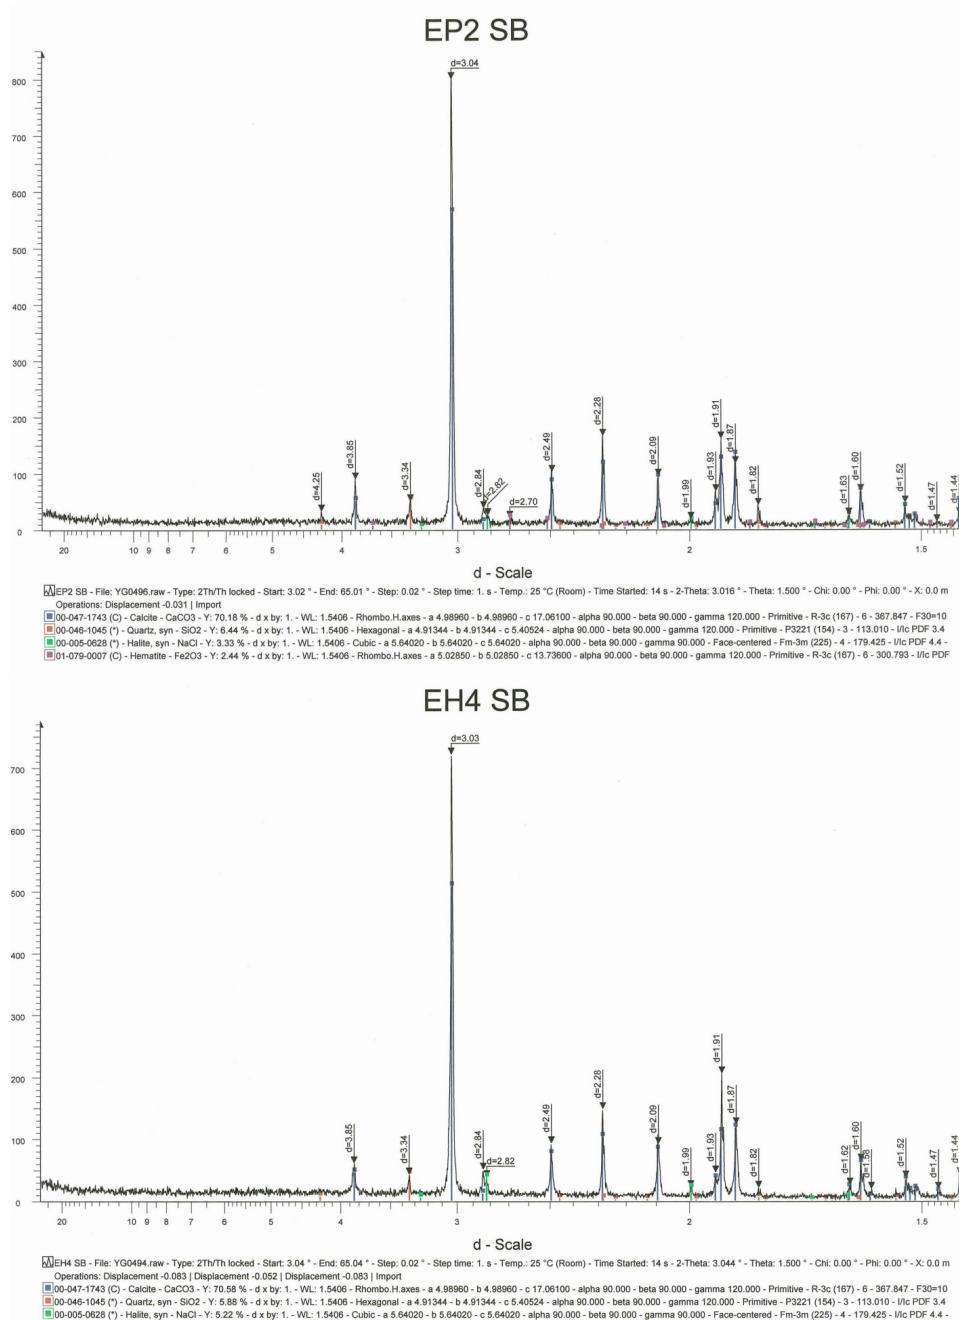 EP2 SB
d=3.04
800
700
600
500
400
300
200
100
0
d=4.25
d=3.85
d=3.34
d=2.84
d=2.82
d=2.70
d=2.49
d=2.28
d=2.09
d=1.99
d=1.93
d=1.91
d=1.87
d=1.82
d=1.63
d=1.60
d=1.52
d=1.47
d=1.44
20 10 9 8 7 6 5 4 3 2 1.5
d - Scale
EP2 SB - File: YG0496.raw - Type: 2Th/Th locked - Start: 3.02 ° - End: 65.01 ° - Step: 0.02 ° - Step time: 1. s - Temp.: 25 °C (Room) - Time Started: 14 s - 2-Theta: 3.016 ° - Theta: 1.500 ° - Chi: 0.00 ° - Phi: 0.00 ° - X: 0.0 m
Operations: Displacement -0.031 | Import
00-047-1743 (C) - Calcite - CaCO3 - Y: 70.18 % - d x by: 1. - WL: 1.5406 - Rhombo.H.axes - a 4.98960 - b 4.98960 - c 17.06100 - alpha 90.000 - beta 90.000 - gamma 120.000 - Primitive - R-3c (167) - 6 - 367.847 - F30=10
00-046-1045 (*) - Quartz, syn - SiO2 - Y: 6.44 % - d x by: 1. - WL: 1.5406 - Hexagonal - a 4.91344 - b 4.91344 - c 5.40524 - alpha 90.000 - beta 90.000 - gamma 120.000 - Primitive - P3221 (154) - 3 - 113.010 - I/Ic PDF 3.4
00-005-0628 (*) - Halite, syn - NaCl - Y: 3.33 % - d x by: 1. - WL: 1.5406 - Cubic - a 5.64020 - b 5.64020 - c 5.64020 - alpha 90.000 - beta 90.000 - gamma 90.000 - Face-centered - Fm-3m (225) - 4 - 179.425 - I/Ic PDF 4.4 -
01-079-0007 (C) - Hematite - Fe2O3 - Y: 2.44 % - d x by: 1. - WL: 1.5406 - Rhombo.H.axes - a 5.02850 - b 5.02850 - c 13.73600 - alpha 90.000 - beta 90.000 - gamma 120.000 - Primitive - R-3c (167) - 6 - 300.793 - I/Ic PDF
EH4 SB
d=3.03
700
600
500
400
300
200
100
0
d=3.85
d=3.34
d=2.84
d=2.82
d=2.49
d=2.28
d=2.09
d=1.99
d=1.93
d=1.91
d=1.87
d=1.82
d=1.62
d=1.60
d=1.58
d=1.52
d=1.47
d=1.44
20 10 9 8 7 6 5 4 3 2 1.5
d - Scale
EH4 SB - File: YG0494.raw - Type: 2Th/Th locked - Start: 3.04 ° - End: 65.04 ° - Step: 0.02 ° - Step time: 1. s - Temp.: 25 °C (Room) - Time Started: 14 s - 2-Theta: 3.044 ° - Theta: 1.500 ° - Chi: 0.00 ° - Phi: 0.00 ° - X: 0.0 m
Operations: Displacement -0.083 | Displacement -0.052 | Displacement -0.083 | Import
00-047-1743 (C) - Calcite - CaCO3 - Y: 70.58 % - d x by: 1. - WL: 1.5406 - Rhombo.H.axes - a 4.98960 - b 4.98960 - c 17.06100 - alpha 90.000 - beta 90.000 - gamma 120.000 - Primitive - R-3c (167) - 6 - 367.847 - F30=10
00-046-1045 (*) - Quartz, syn - SiO2 - Y: 5.88 % - d x by: 1. - WL: 1.5406 - Hexagonal - a 4.91344 - b 4.91344 - c 5.40524 - alpha 90.000 - beta 90.000 - gamma 120.000 - Primitive - P3221 (154) - 3 - 113.010 - I/Ic PDF 3.4
00-005-0628 (*) - Halite, syn - NaCl - Y: 5.22 % - d x by: 1. - WL: 1.5406 - Cubic - a 5.64020 - b 5.64020 - c 5.64020 - alpha 90.000 - beta 90.000 - gamma 90.000 - Face-centered - Fm-3m (225) - 4 - 179.425 - I/Ic PDF 4.4 -